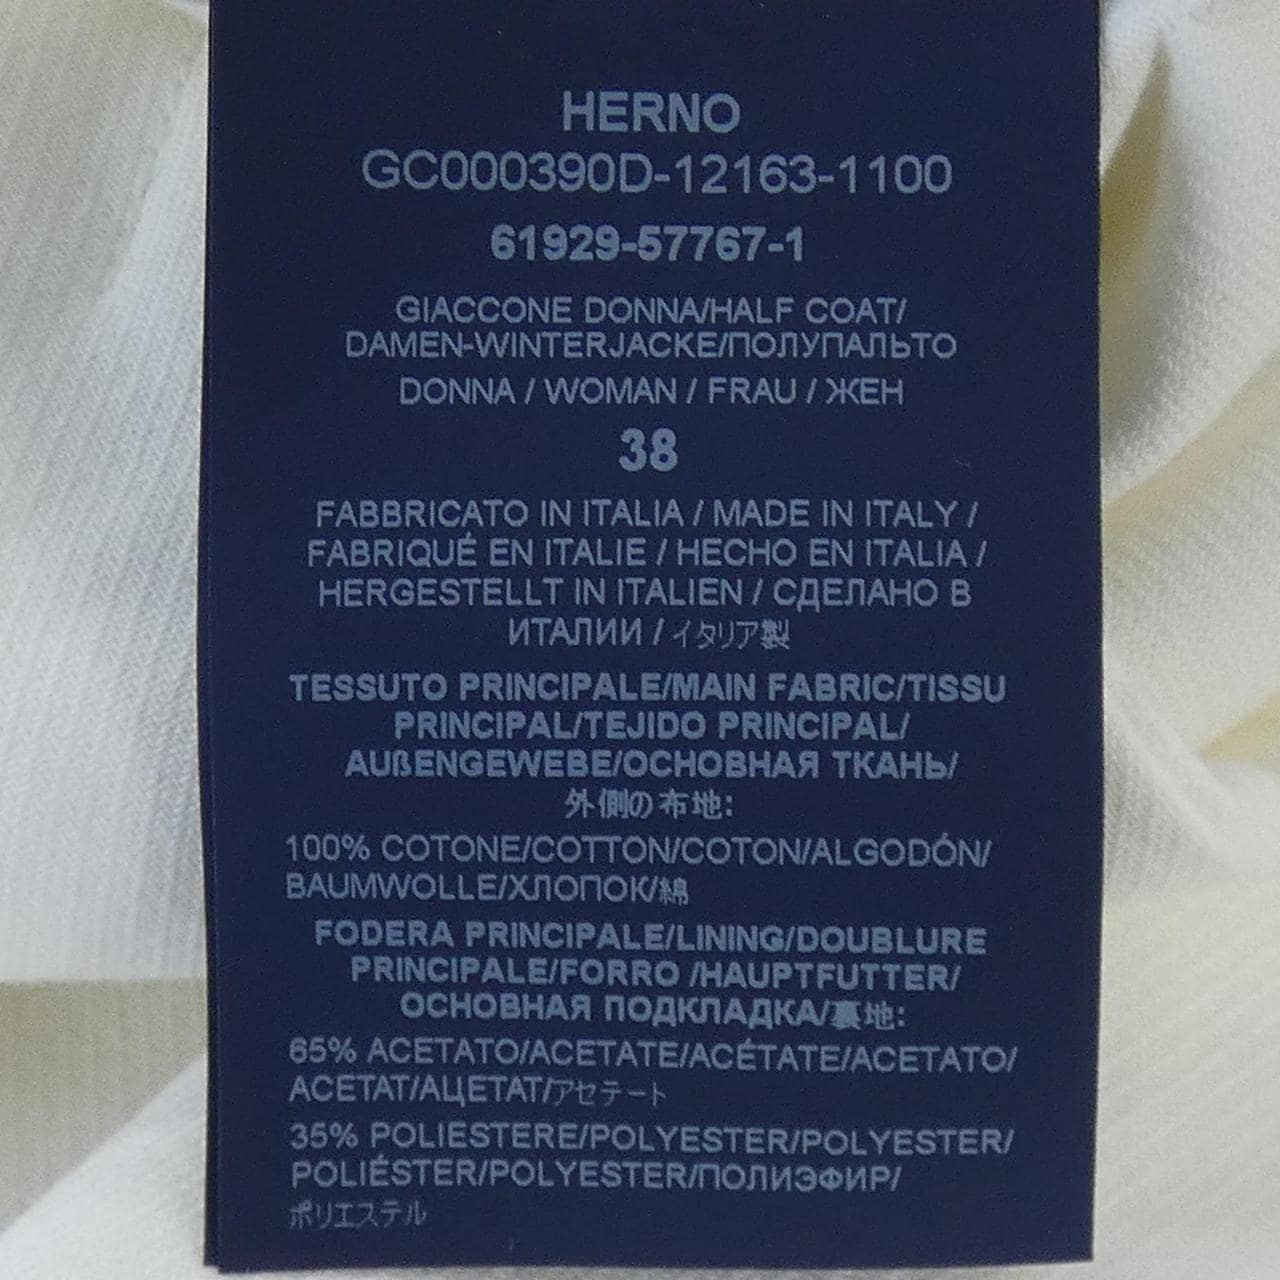 HERNO
GC000390D-12163-1100
61929-57767-1
GIACCONE DONNA/HALF COAT/
DAMEN-WINTERJACKE/ПОЛУПАЛЬТО
DONNA / WOMAN / FRAU / ЖЕН
38
FABBRICATO IN ITALIA / MADE IN ITALY /
FABRIQUÉ EN ITALIE / HECHO EN ITALIA /
HERGESTELLT IN ITALIEN / СДЕЛАНО В
ИТАЛИИ / イタリア製
TESSUTO PRINCIPALE/MAIN FABRIC/TISSU
PRINCIPAL/TEJIDO PRINCIPAL/
AUßENGEWEBE/ОСНОВНАЯ ТКАНЬ/
外側の布地:
100% COTONE/COTTON/COTON/ALGODÓN/
BAUMWOLLE/ХЛОПОК/綿
FODERA PRINCIPALE/LINING/DOUBLURE
PRINCIPALE/FORRO /HAUPTFUTTER/
ОСНОВНАЯ ПОДКЛАДКА/裏地:
65% ACETATO/ACETATE/ACÉTATE/ACETATO/
ACETAT/АЦЕТАТ/アセテート
35% POLIESTERE/POLYESTER/POLYESTER/
POLIÉSTER/POLYESTER/ПОЛИЭФИР/
ポリエステル